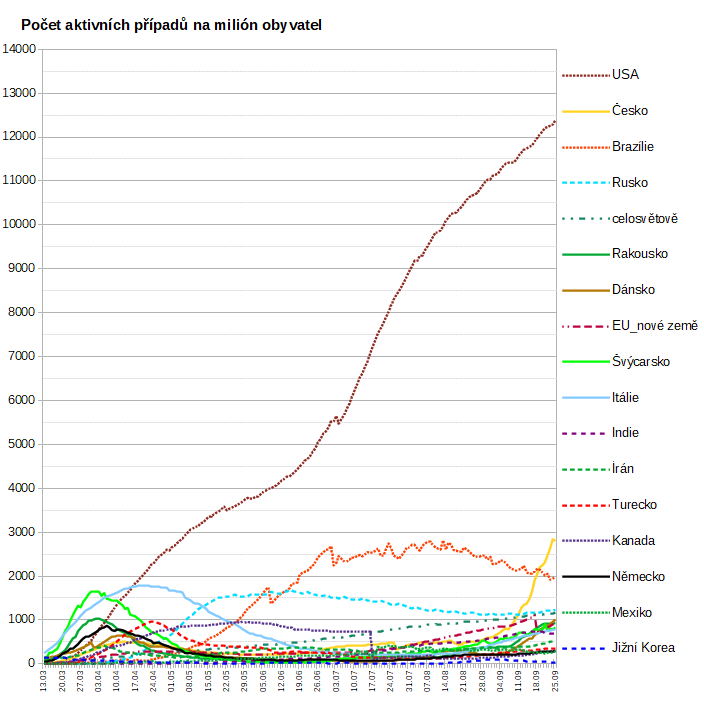 Počet aktivních případů na milión obyvatel
14000
13000
12000
11000
10000
9000
8000
7000
6000
5000
4000
3000
2000
1000
0
13.03
20.03
27.03
03.04
10.04
17.04
24.04
01.05
08.05
15.05
22.05
29.05
05.06
12.06
19.06
26.06
03.07
10.07
17.07
24.07
31.07
07.08
14.08
21.08
28.08
04.09
11.09
18.09
25.09
USA
Česko
Brazílie
Rusko
celosvětově
Rakousko
Dánsko
EU_nové země
Švýcarsko
Itálie
Indie
Írán
Turecko
Kanada
Německo
Mexiko
Jižní Korea